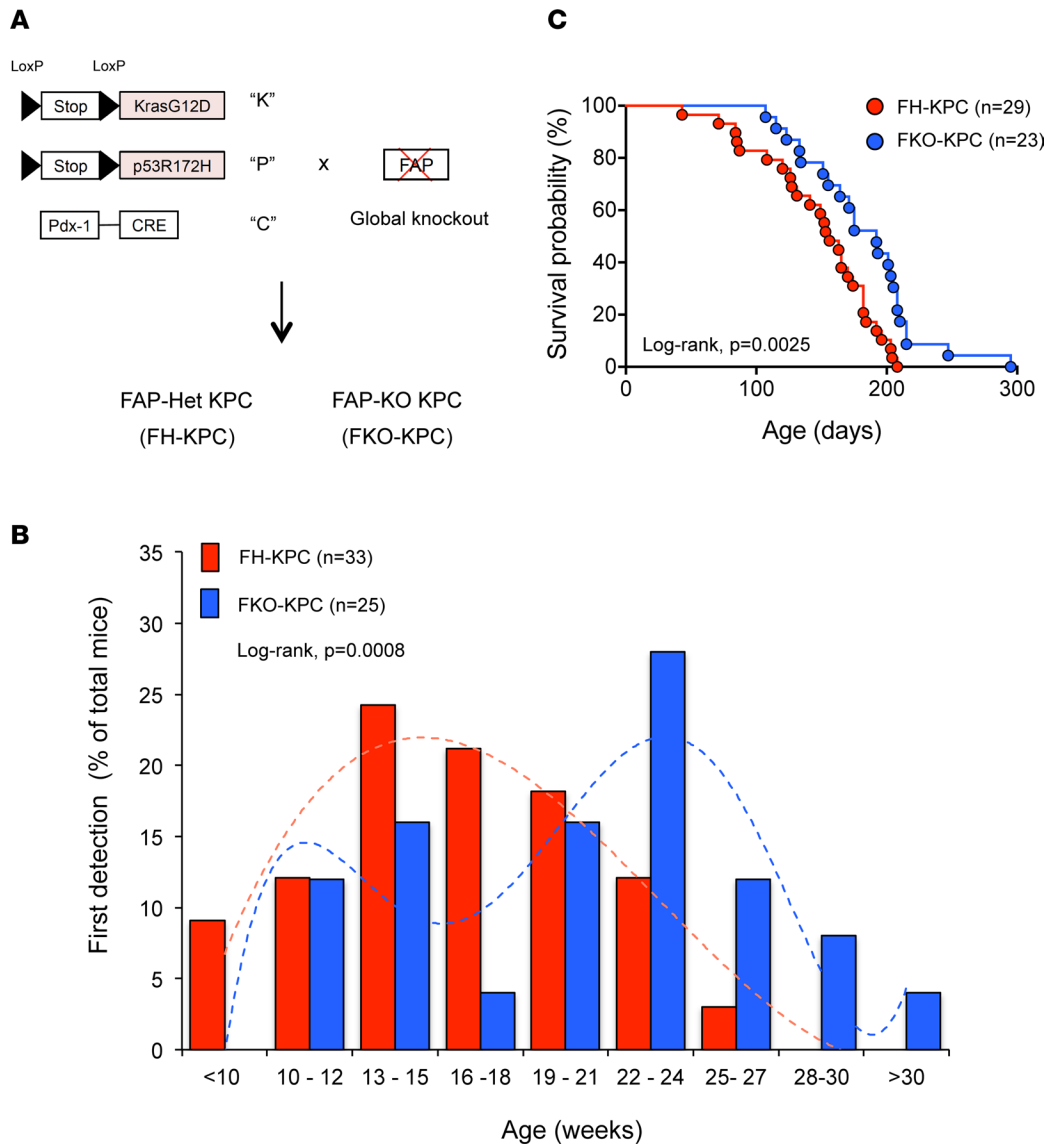 A
LoxP LoxP
Stop KrasG12D "K"
Stop p53R172H "P" x FAP
Global knockout
Pdx-1 CRE "C"
FAP-Het KPC FAP-KO KPC
(FH-KPC) (FKO-KPC)
C
FH-KPC (n=29)
FKO-KPC (n=23)
Survival probability (%)
100
80
60
40
20
0
Log-rank, p=0.0025
0 100 200 300
Age (days)
B
FH-KPC (n=33)
FKO-KPC (n=25)
Log-rank, p=0.0008
First detection (% of total mice)
35
30
25
20
15
10
5
0
<10 10 - 12 13 - 15 16 -18 19 - 21 22 - 24 25- 27 28-30 >30
Age (weeks)